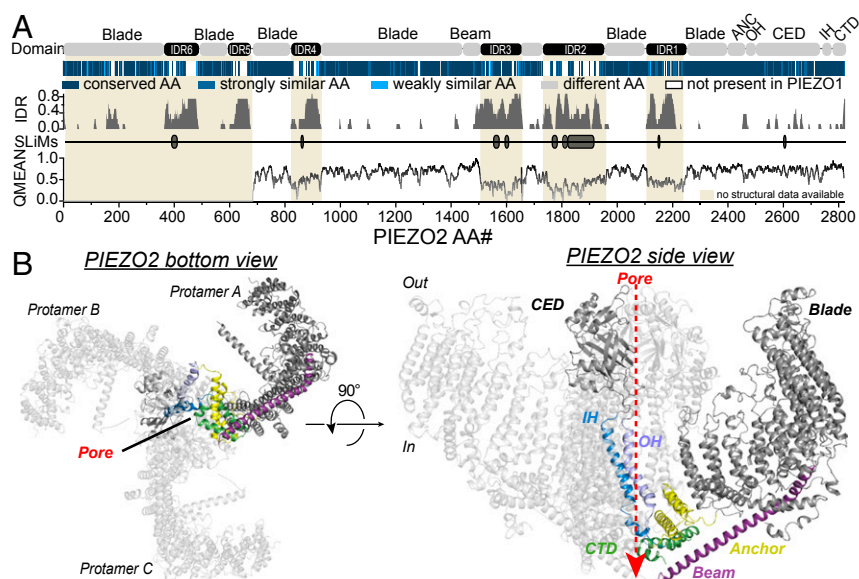 A
Blade Blade Blade Beam Blade Blade ANC OH CED IH CTD
Domain IDR6 IDR5 IDR4 IDR3 IDR2 IDR1
conserved AA strongly similar AA weakly similar AA different AA not present in PIEZO1
IDR 0.8 0.4 0.0
SLiMs
QMEAN 1.0 0.5 0.0
no structural data available
0 200 400 600 800 1000 1200 1400 1600 1800 2000 2200 2400 2600 2800
PIEZO2 AA#
B
PIEZO2 bottom view
Protamer A
Protamer B
Pore
Protamer C
90°
PIEZO2 side view
Pore
Out
CED
Blade
In
IH
OH
CTD
Anchor
Beam